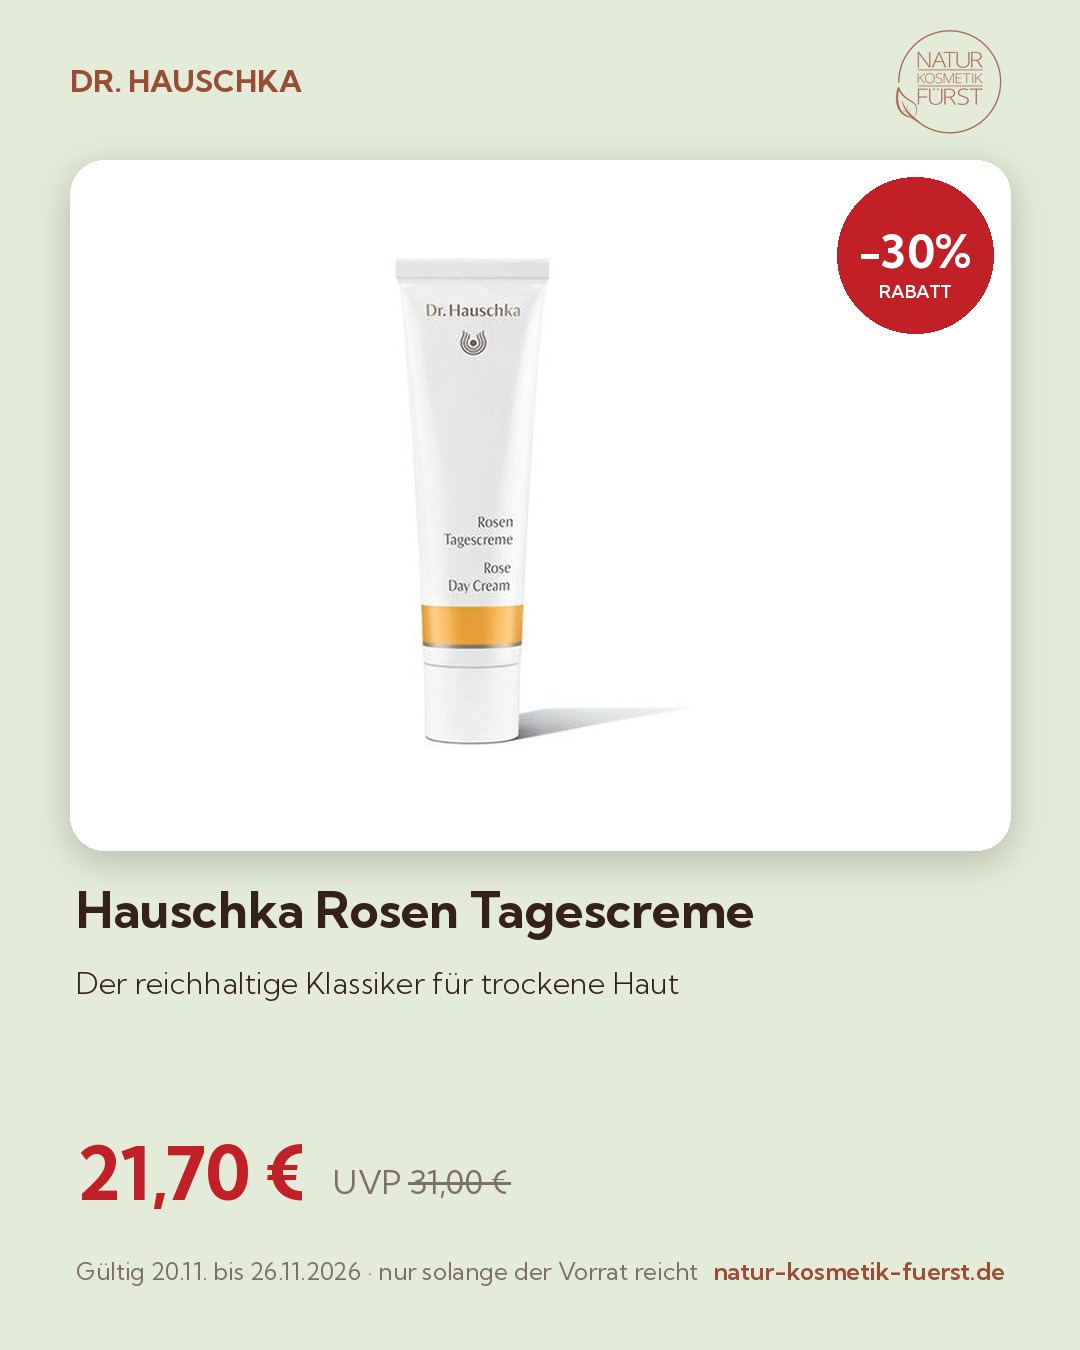 DR. HAUSCHKA
NATUR
KOSMETIK
FÜRST
-30%
RABATT
Dr. Hauschka
Rosen
Tagescreme
Rose
Day Cream
Hauschka Rosen Tagescreme
Der reichhaltige Klassiker für trockene Haut
21,70 € UVP 31,00 €
Gültig 20.11. bis 26.11.2026 · nur solange der Vorrat reicht natur-kosmetik-fuerst.de